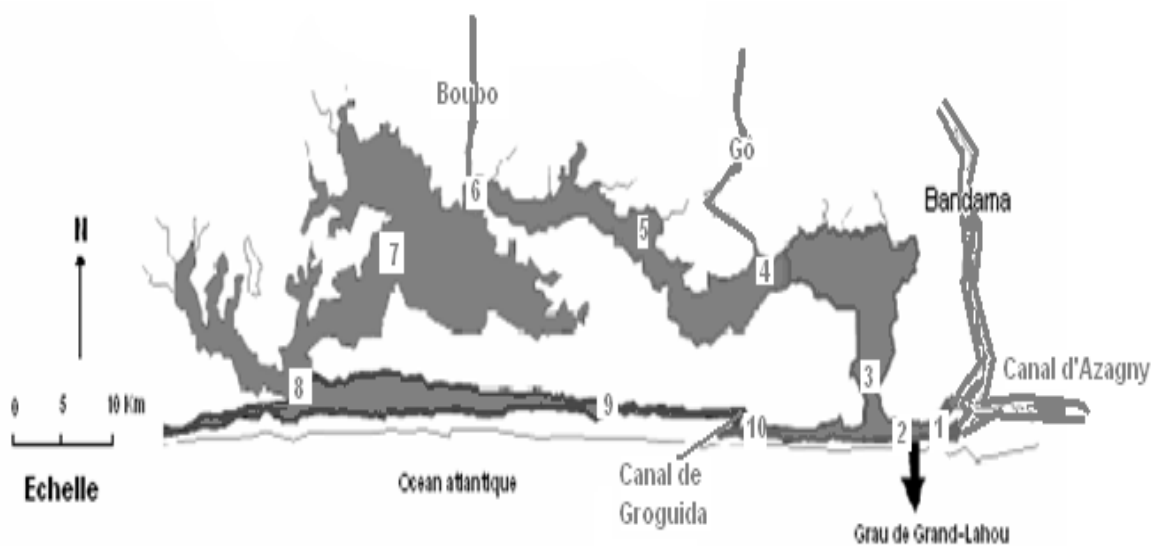 Boubo
Gô
Bandama
6
5
N
7
4
Canal d'Azagny
8
3
0 5 10 Km
9
10
2
1
Echelle
Ocean atlantique
Canal de
Groguida
Grau de Grand-Lahou